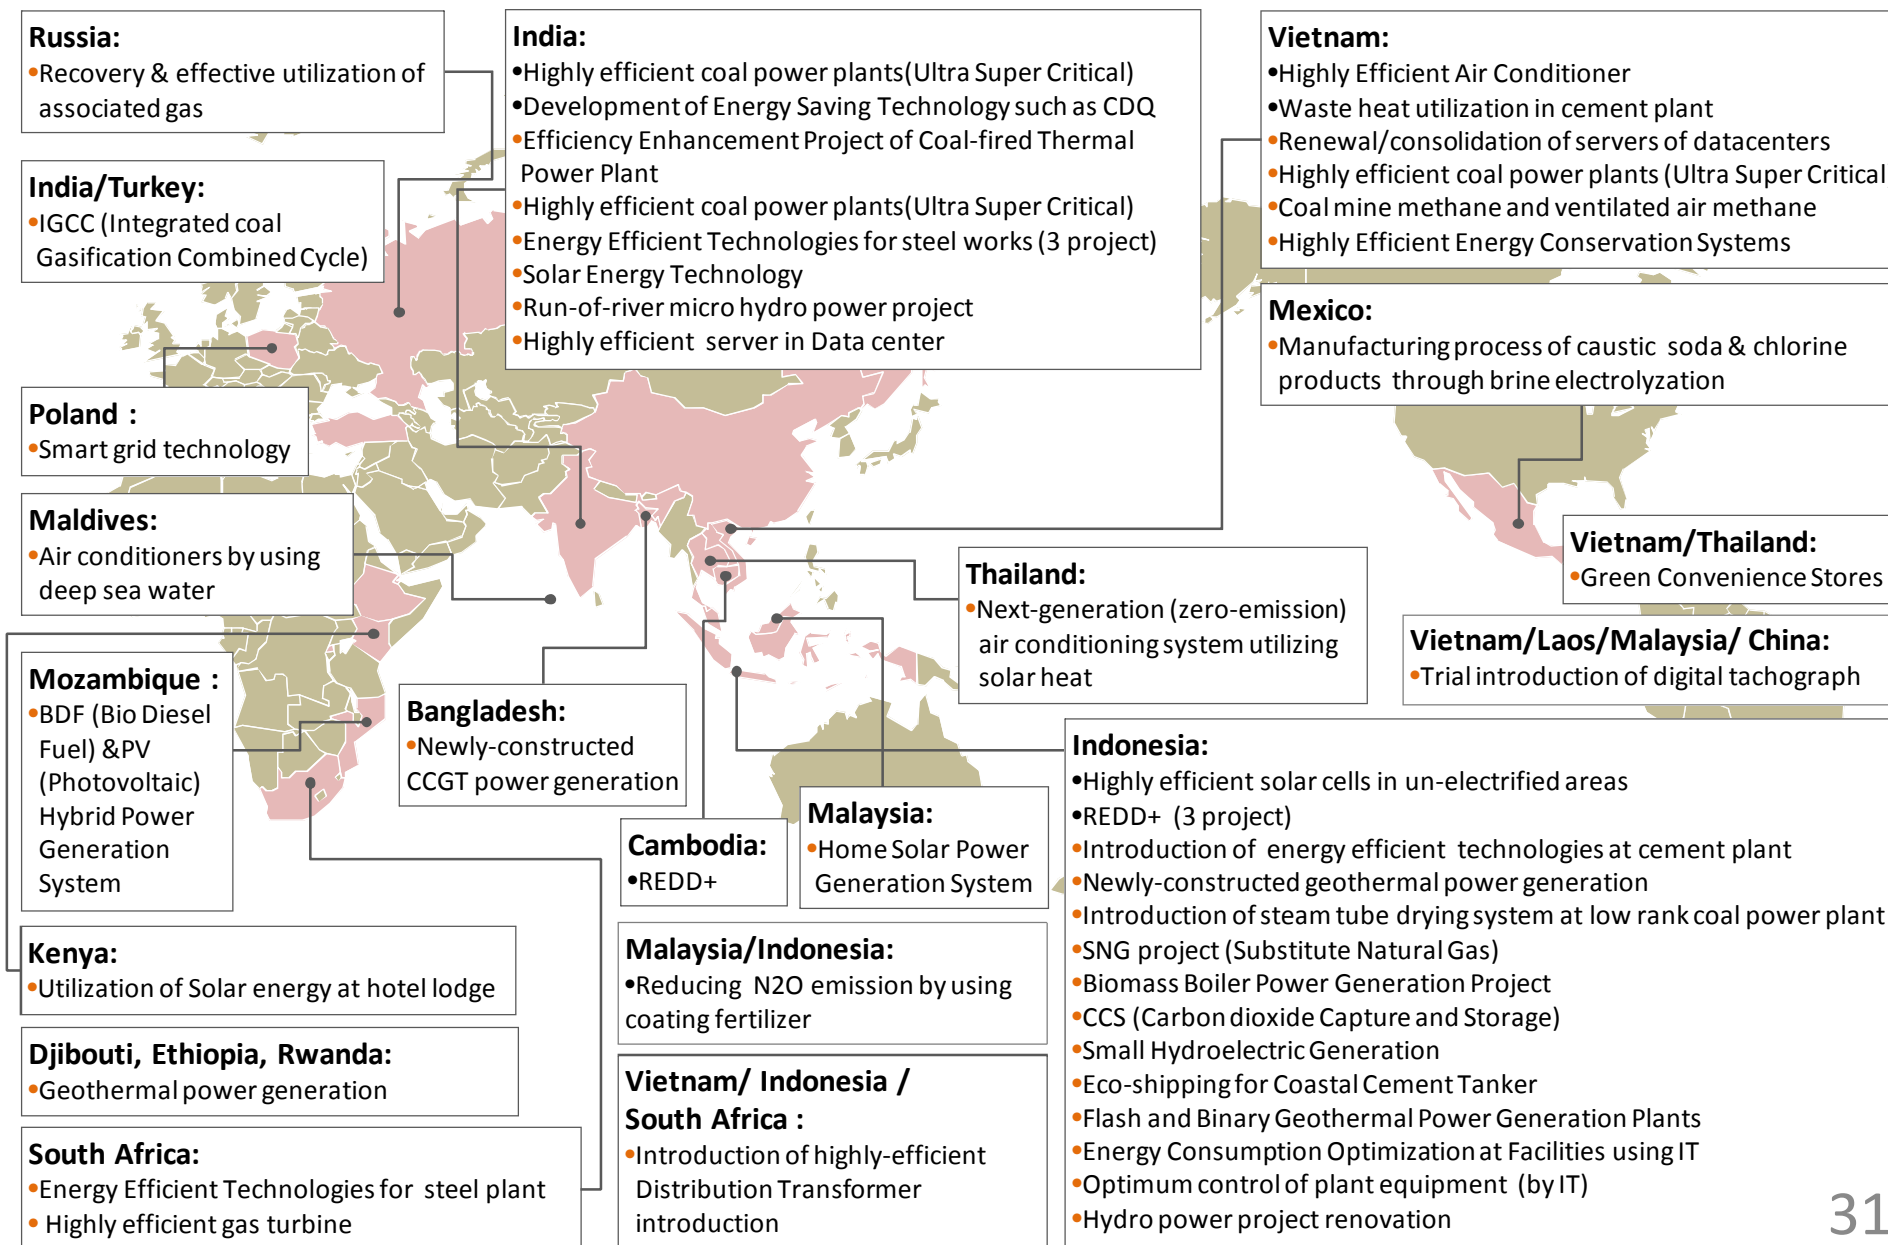 Russia:
•Recovery & effective utilization of
associated gas
India/Turkey:
•IGCC (Integrated coal
Gasification Combined Cycle)
Poland :
•Smart grid technology
Maldives:
•Air conditioners by using
deep sea water
Mozambique :
•BDF (Bio Diesel
Fuel) &PV
(Photovoltaic)
Hybrid Power
Generation
System
Kenya:
•Utilization of Solar energy at hotel lodge
Djibouti, Ethiopia, Rwanda:
•Geothermal power generation
South Africa:
•Energy Efficient Technologies for steel plant
• Highly efficient gas turbine
India:
•Highly efficient coal power plants(Ultra Super Critical)
•Development of Energy Saving Technology such as CDQ
•Efficiency Enhancement Project of Coal-fired Thermal
Power Plant
•Highly efficient coal power plants(Ultra Super Critical)
•Energy Efficient Technologies for steel works (3 project)
•Solar Energy Technology
•Run-of-river micro hydro power project
•Highly efficient server in Data center
Bangladesh:
•Newly-constructed
CCGT power generation
Cambodia:
•REDD+
Malaysia:
•Home Solar Power
Generation System
Malaysia/Indonesia:
•Reducing N2O emission by using
coating fertilizer
Vietnam/ Indonesia /
South Africa :
•Introduction of highly-efficient
Distribution Transformer
introduction
Thailand:
•Next-generation (zero-emission)
air conditioning system utilizing
solar heat
Vietnam:
•Highly Efficient Air Conditioner
•Waste heat utilization in cement plant
•Renewal/consolidation of servers of datacenters
•Highly efficient coal power plants (Ultra Super Critical
•Coal mine methane and ventilated air methane
•Highly Efficient Energy Conservation Systems
Mexico:
•Manufacturing process of caustic soda & chlorine
products through brine electrolyzation
Vietnam/Thailand:
•Green Convenience Stores
Vietnam/Laos/Malaysia/ China:
•Trial introduction of digital tachograph
Indonesia:
•Highly efficient solar cells in un-electrified areas
•REDD+ (3 project)
•Introduction of energy efficient technologies at cement plant
•Newly-constructed geothermal power generation
•Introduction of steam tube drying system at low rank coal power plant
•SNG project (Substitute Natural Gas)
•Biomass Boiler Power Generation Project
•CCS (Carbon dioxide Capture and Storage)
•Small Hydroelectric Generation
•Eco-shipping for Coastal Cement Tanker
•Flash and Binary Geothermal Power Generation Plants
•Energy Consumption Optimization at Facilities using IT
•Optimum control of plant equipment (by IT)
•Hydro power project renovation
31